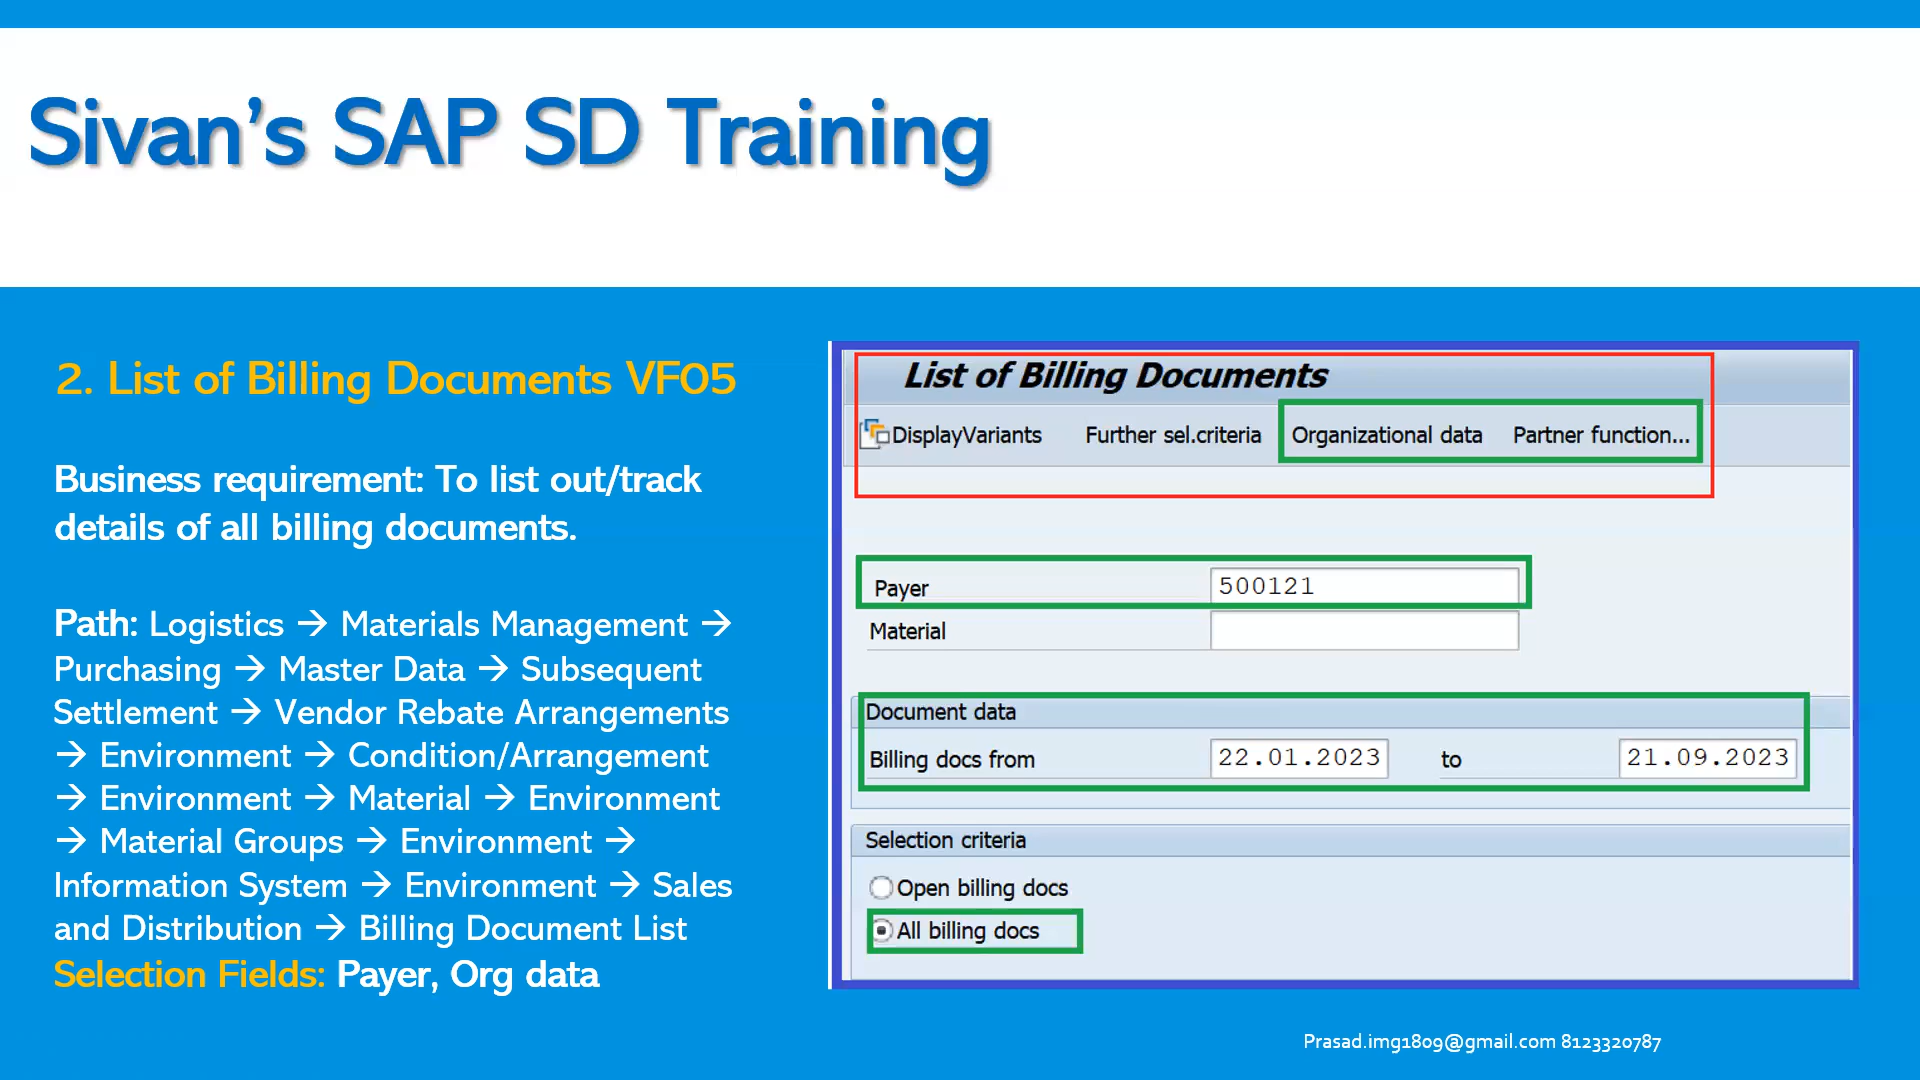 Sivan’s SAP SD Training
2. List of Billing Documents VF05
Business requirement: To list out/track
details of all billing documents.
Path: Logistics → Materials Management →
Purchasing → Master Data → Subsequent
Settlement → Vendor Rebate Arrangements
→ Environment → Condition/Arrangement
→ Environment → Material → Environment
→ Material Groups → Environment →
Information System → Environment → Sales
and Distribution → Billing Document List
Selection Fields: Payer, Org data
List of Billing Documents
DisplayVariants Further sel.criteria Organizational data Partner function...
Payer 500121
Material
Document data
Billing docs from 22.01.2023 to 21.09.2023
Selection criteria
Open billing docs
All billing docs
Prasad.img1809@gmail.com 8123320787